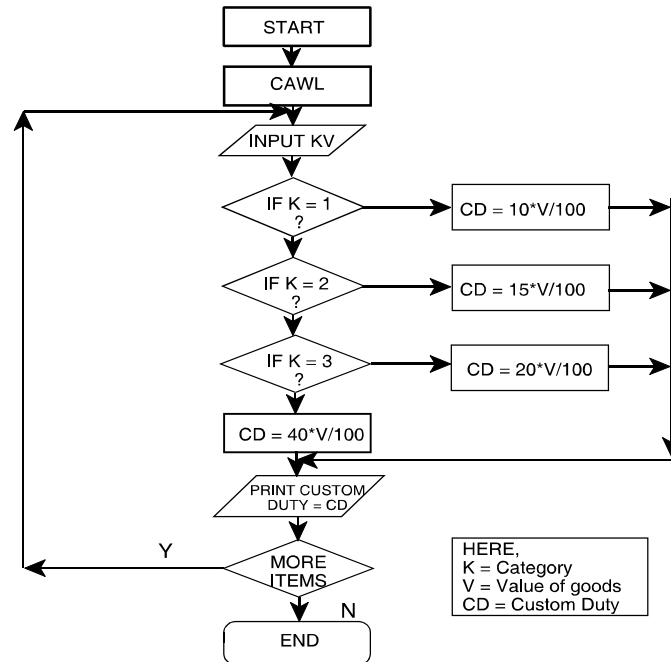 START
CAWL
INPUT KV
IF K = 1
?
CD = 10*V/100
IF K = 2
?
CD = 15*V/100
IF K = 3
?
CD = 20*V/100
CD = 40*V/100
PRINT CUSTOM
DUTY = CD
Y
MORE
ITEMS
N
END
HERE,
K = Category
V = Value of goods
CD = Custom Duty